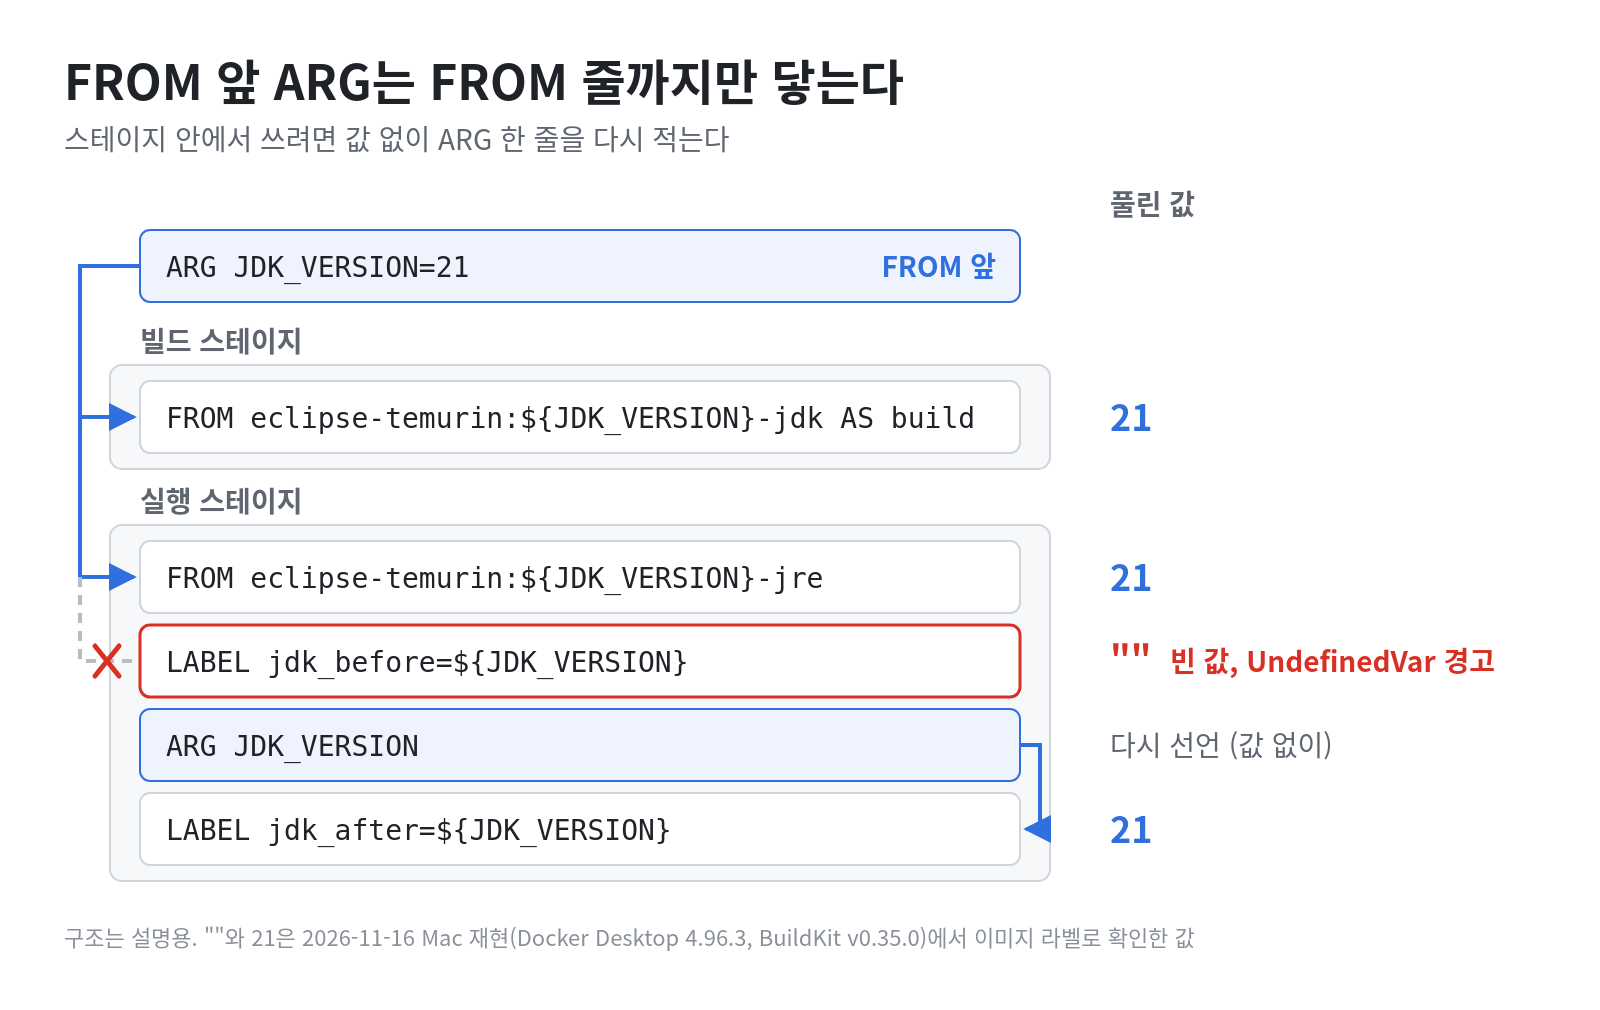 FROM 앞 ARG는 FROM 줄까지만 닿는다
스테이지 안에서 쓰려면 값 없이 ARG 한 줄을 다시 적는다
풀린 값
ARG JDK_VERSION=21 FROM 앞
빌드 스테이지
FROM eclipse-temurin:${JDK_VERSION}-jdk AS build 21
실행 스테이지
FROM eclipse-temurin:${JDK_VERSION}-jre 21
LABEL jdk_before=${JDK_VERSION} "" 빈 값, UndefinedVar 경고
ARG JDK_VERSION 다시 선언 (값 없이)
LABEL jdk_after=${JDK_VERSION} 21
구조는 설명용. ""와 21은 2026-11-16 Mac 재현(Docker Desktop 4.96.3, BuildKit v0.35.0)에서 이미지 라벨로 확인한 값